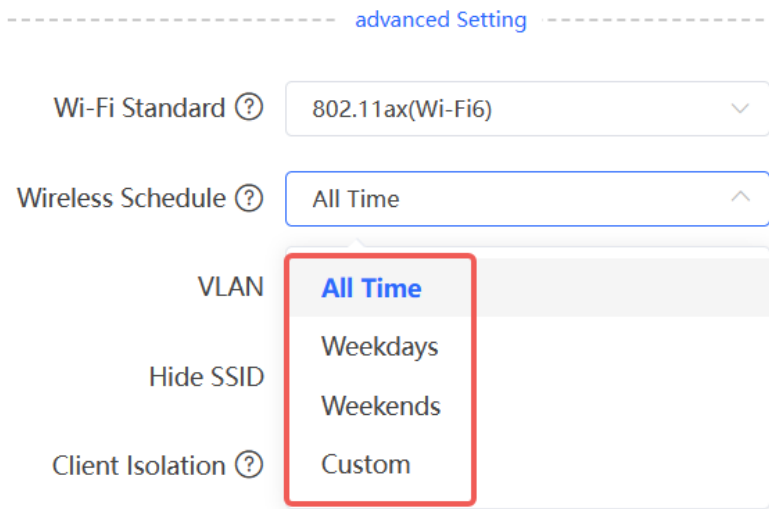 advanced Setting
Wi-Fi Standard ? 802.11ax(Wi-Fi6)
Wireless Schedule ? All Time
VLAN All Time
Weekdays
Hide SSID
Weekends
Client Isolation ? Custom